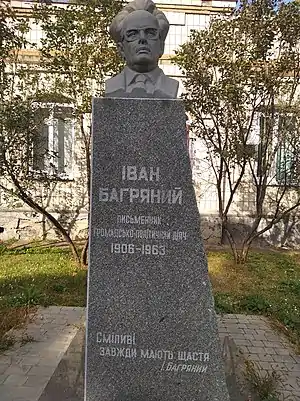 ІВАН
БАГРЯНИЙ
ПИСЬМЕННИК
ГРОМАДСЬКО-ПОЛІТИЧНИЙ ДІЯЧ
1906-1963
СМІЛИВІ
ЗАВЖДИ МАЮТЬ ЩАСТЯ
І.БАГРЯНИЙ